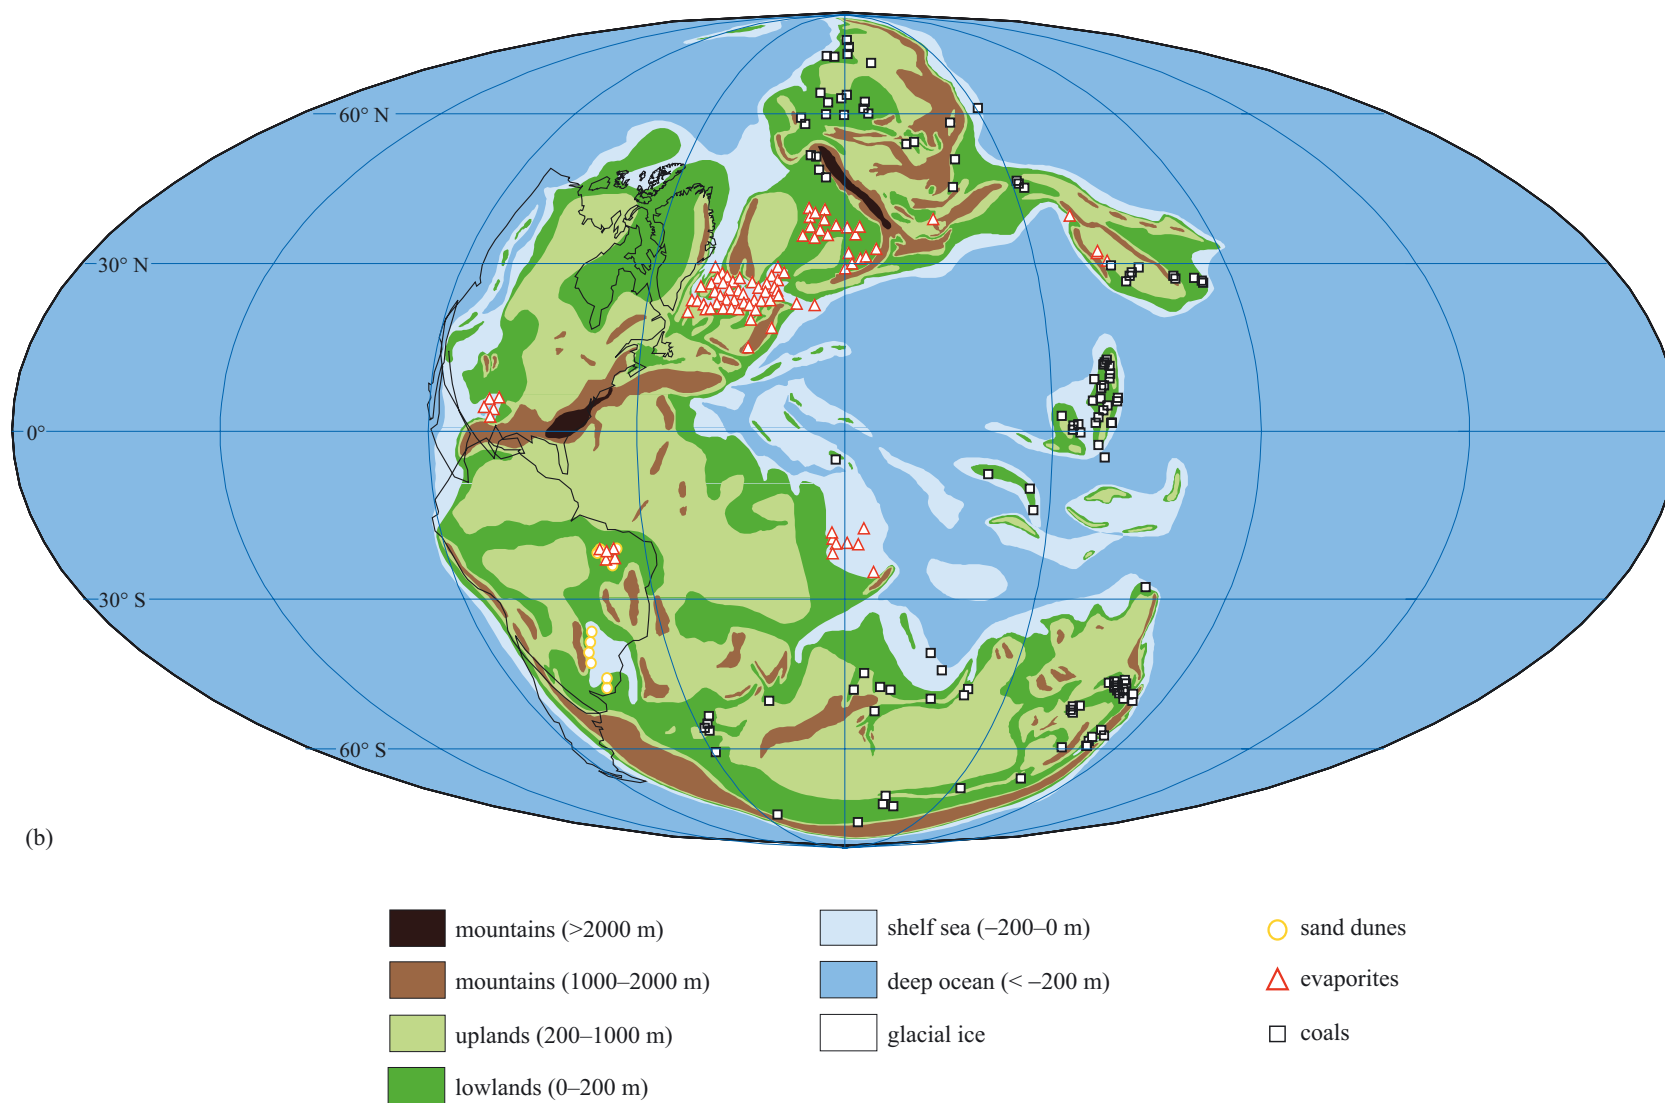 60° N
30° N
0°
30° S
60° S
(b)
mountains (>2000 m)
mountains (1000–2000 m)
uplands (200–1000 m)
lowlands (0–200 m)
shelf sea (−200–0 m)
deep ocean (< −200 m)
glacial ice
sand dunes
evaporites
coals